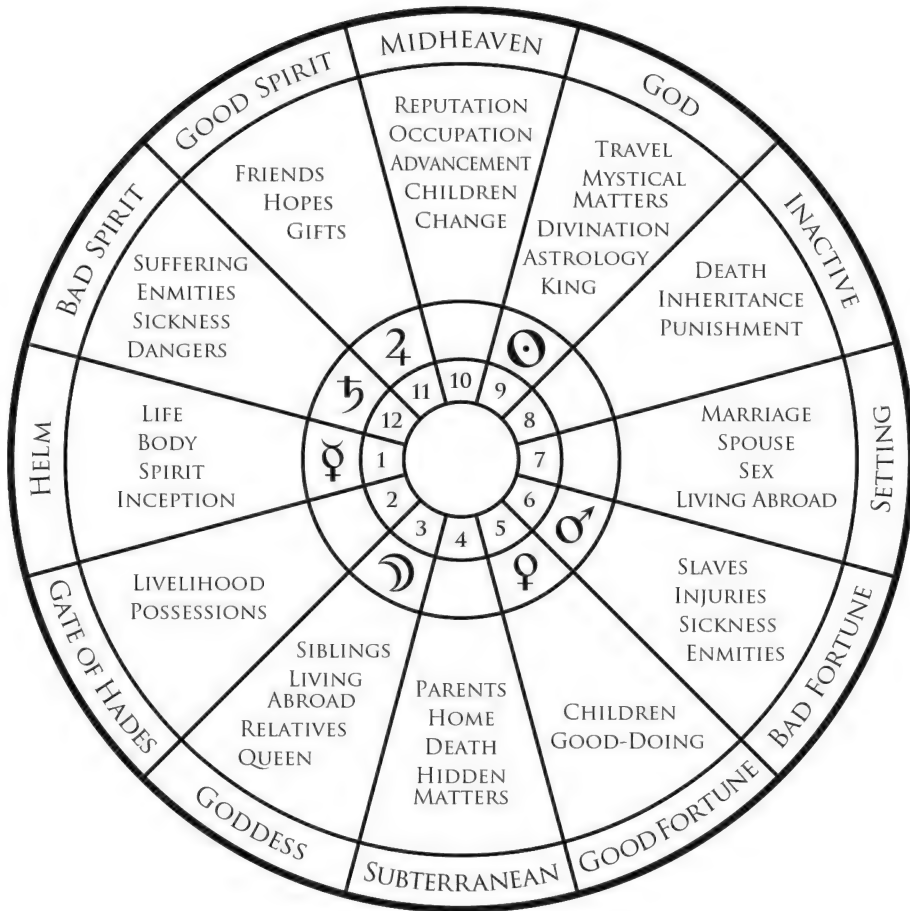 MIDHEAVEN
REPUTATION
OCCUPATION
ADVANCEMENT
CHILDREN
CHANGE
GOD
TRAVEL
MYSTICAL
MATTERS
DIVINATION
ASTROLOGY
KING
INACTIVE
DEATH
INHERITANCE
PUNISHMENT
SETTING
MARRIAGE
SPOUSE
SEX
LIVING ABROAD
BAD FORTUNE
SLAVES
INJURIES
SICKNESS
ENMITIES
GOOD FORTUNE
CHILDREN
GOOD-DOING
SUBTERRANEAN
PARENTS
HOME
DEATH
HIDDEN
MATTERS
GODDESS
SIBLINGS
LIVING
ABROAD
RELATIVES
QUEEN
GATE OF HADES
LIVELIHOOD
POSSESSIONS
HELM
LIFE
BODY
SPIRIT
INCEPTION
BAD SPIRIT
SUFFERING
ENMITIES
SICKNESS
DANGERS
GOOD SPIRIT
FRIENDS
HOPES
GIFTS
♃
☉
♄
☿
☽
♀
♂
10
9
8
7
6
5
4
3
2
1
12
11